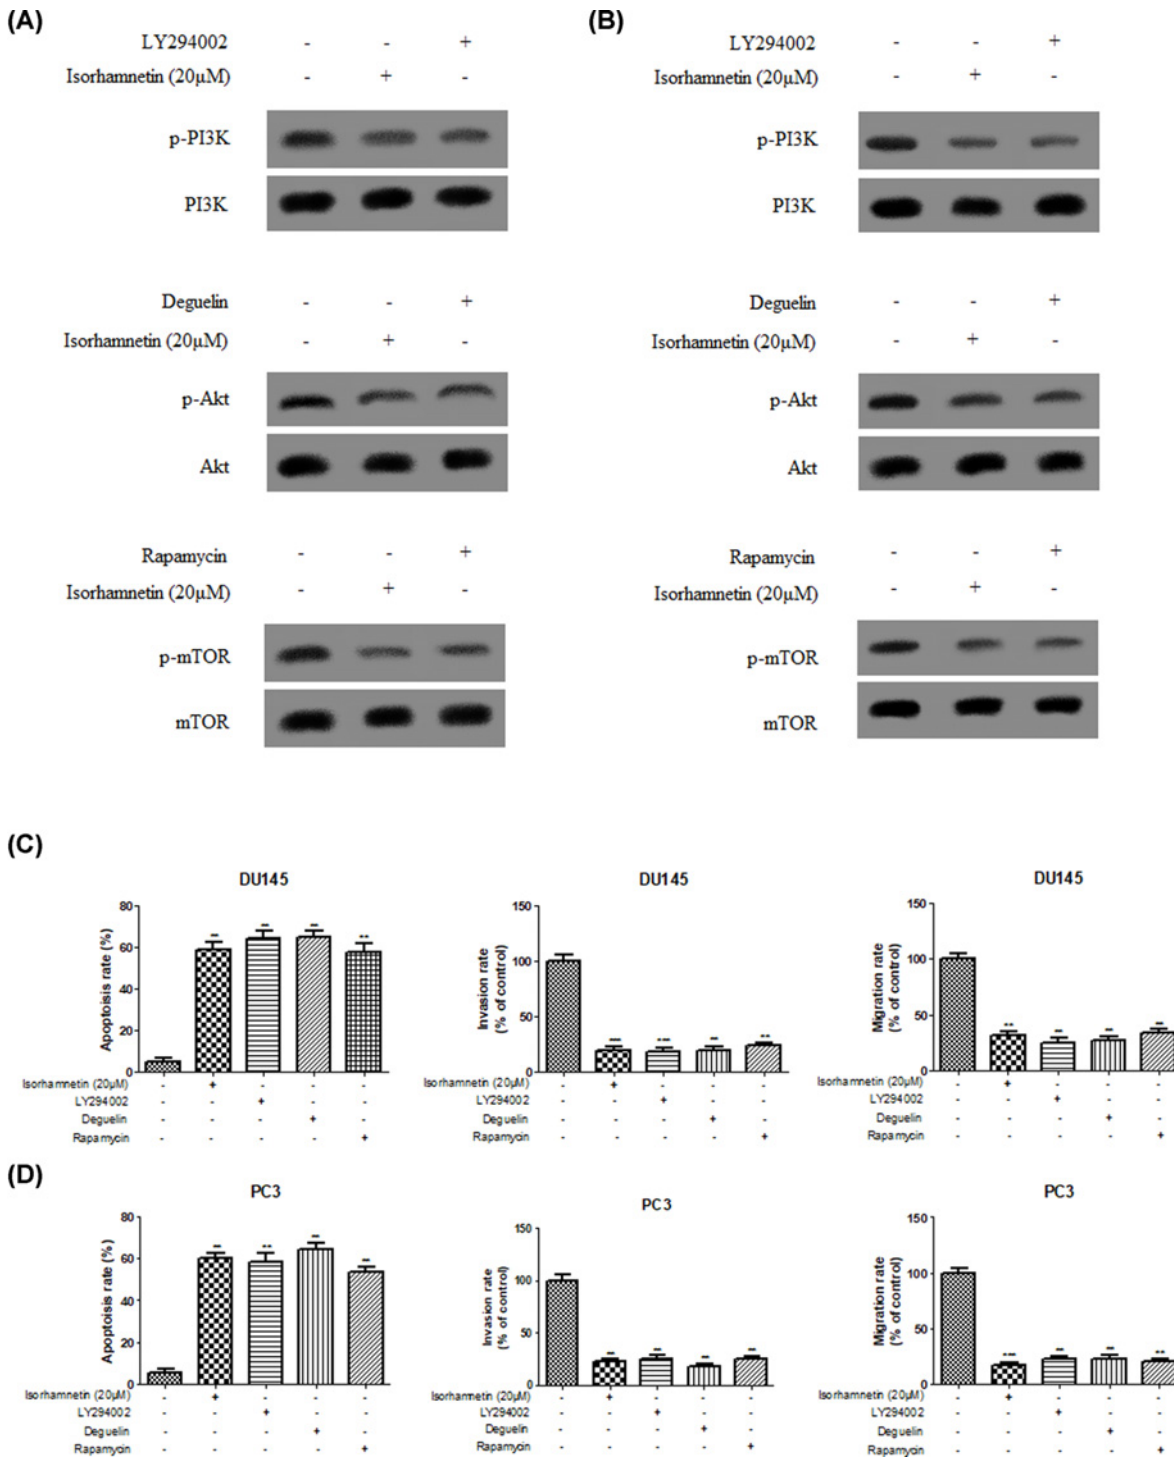 (A)
LY294002 - - +
Isorhamnetin (20µM) - + -
p-PI3K
PI3K
Deguelin - - +
Isorhamnetin (20µM) - + -
p-Akt
Akt
Rapamycin - - +
Isorhamnetin (20µM) - + -
p-mTOR
mTOR
(B)
LY294002 - - +
Isorhamnetin (20µM) - + -
p-PI3K
PI3K
Deguelin - - +
Isorhamnetin (20µM) - + -
p-Akt
Akt
Rapamycin - - +
Isorhamnetin (20µM) - + -
p-mTOR
mTOR
(C)
DU145
Apoptoisis rate (%)
80
60
40
20
0
Isorhamnetin (20µM) - + - - -
LY294002 - - + - -
Deguelin - - - + -
Rapamycin - - - - +
DU145
Invasion rate
(% of control)
150
100
50
0
Isorhamnetin (20µM) - + - - -
LY294002 - - + - -
Deguelin - - - + -
Rapamycin - - - - +
DU145
Migration rate
(% of control)
150
100
50
0
Isorhamnetin (20µM) - + - - -
LY294002 - - + - -
Deguelin - - - + -
Rapamycin - - - - +
(D)
PC3
Apoptoisis rate (%)
80
60
40
20
0
Isorhamnetin (20µM) - + - - -
LY294002 - - + - -
Deguelin - - - + -
Rapamycin - - - - +
PC3
Invasion rate
(% of control)
150
100
50
0
Isorhamnetin (20µM) - + - - -
LY294002 - - + - -
Deguelin - - - + -
Rapamycin - - - - +
PC3
Migration rate
(% of control)
150
100
50
0
Isorhamnetin (20µM) - + - - -
LY294002 - - + - -
Deguelin - - - + -
Rapamycin - - - - +